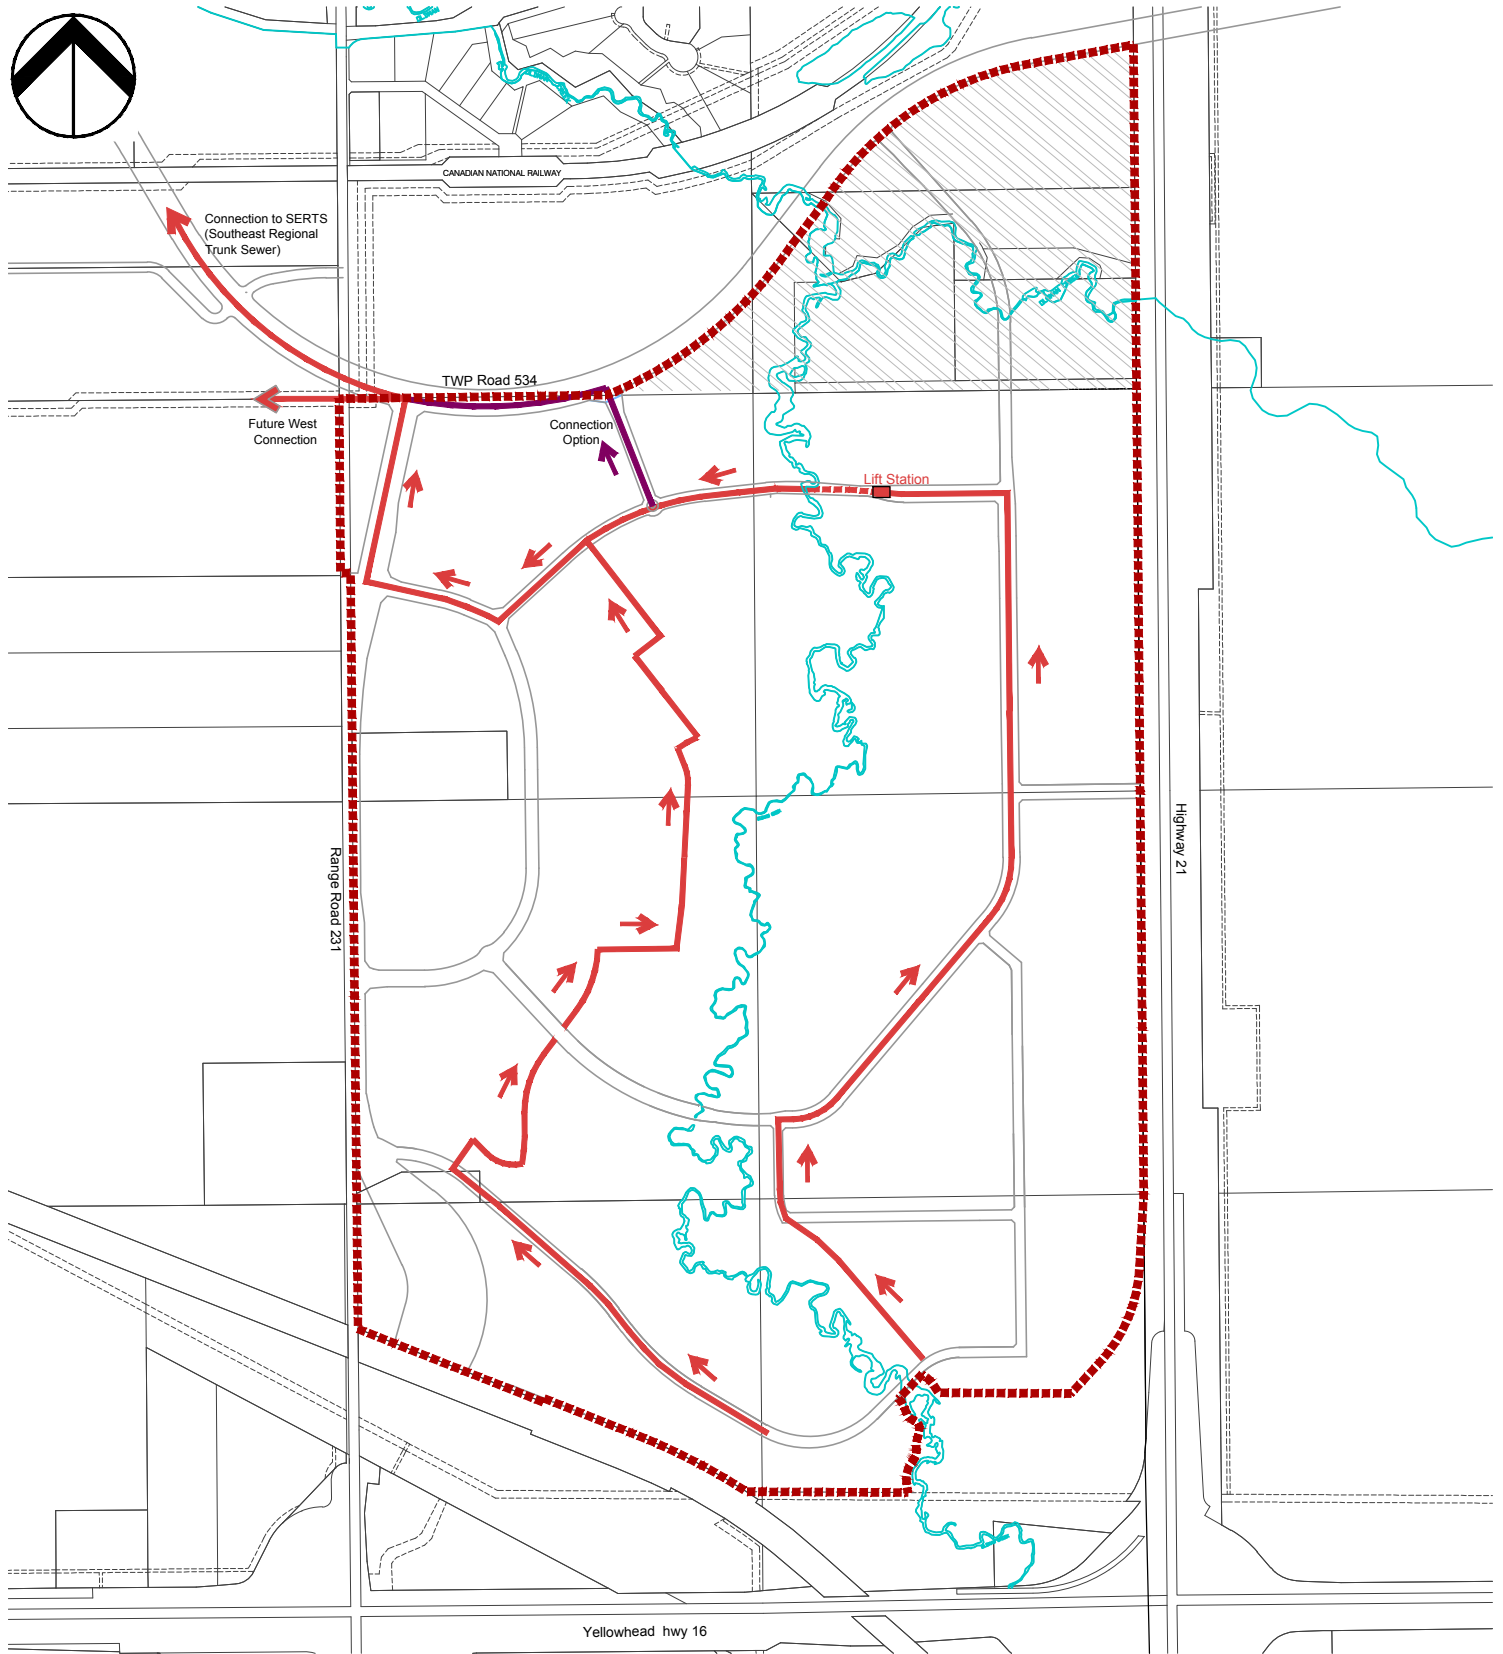 CANADIAN NATIONAL RAILWAY
Connection to SERTS
(Southeast Regional
Trunk Sewer)
TWP Road 534
Future West
Connection
Connection
Option
Lift Station
Highway 21
Range Road 231
Yellowhead hwy 16